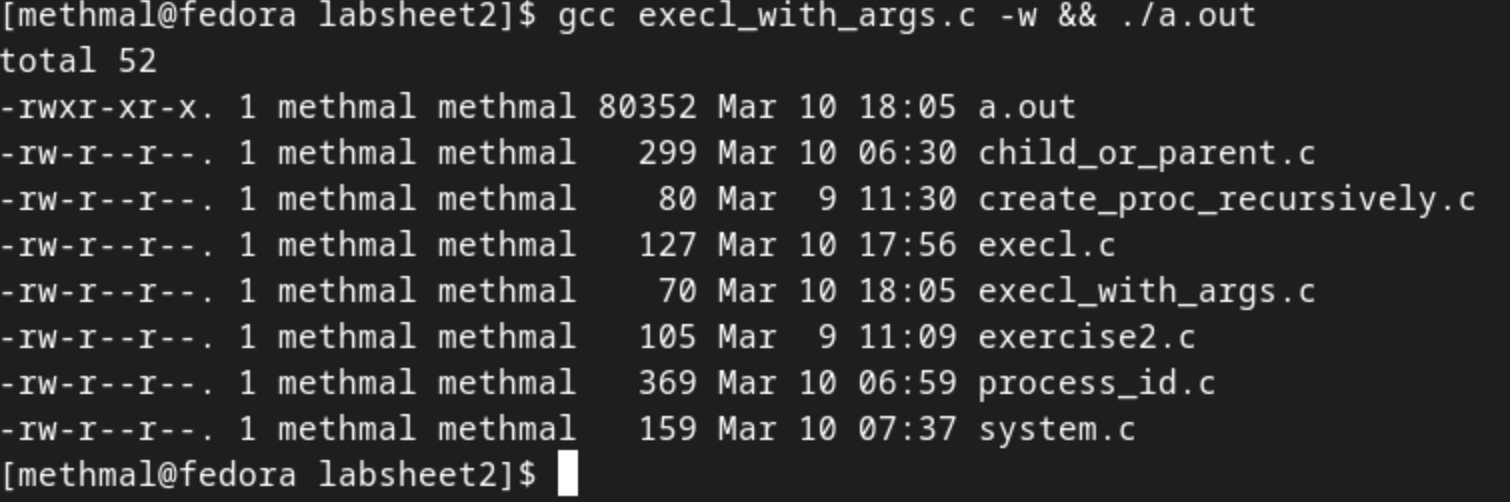 [methmal@fedora labsheet2]$ gcc execl_with_args.c -w && ./a.out
total 52
-rwxr-xr-x. 1 methmal methmal 80352 Mar 10 18:05 a.out
-rw-r--r--. 1 methmal methmal   299 Mar 10 06:30 child_or_parent.c
-rw-r--r--. 1 methmal methmal    80 Mar  9 11:30 create_proc_recursively.c
-rw-r--r--. 1 methmal methmal   127 Mar 10 17:56 execl.c
-rw-r--r--. 1 methmal methmal    70 Mar 10 18:05 execl_with_args.c
-rw-r--r--. 1 methmal methmal   105 Mar  9 11:09 exercise2.c
-rw-r--r--. 1 methmal methmal   369 Mar 10 06:59 process_id.c
-rw-r--r--. 1 methmal methmal   159 Mar 10 07:37 system.c
[methmal@fedora labsheet2]$